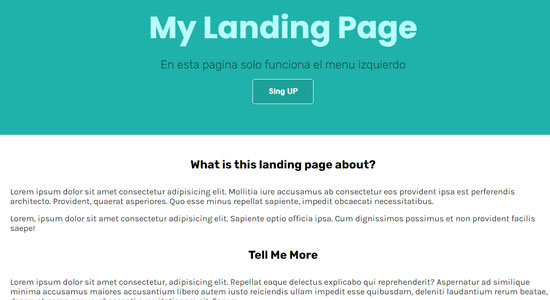 My Landing Page
En esta pagina solo funciona el menu izquierdo
Sing UP
What is this landing page about?
Lorem ipsum dolor sit amet consectetur adipisicing elit. Mollitia iure accusamus ab consectetur eos provident ipsa est perferendis
architecto. Provident, quaerat asperiores. Quo esse minus repellat sapiente, impedit obcaecati necessitatibus.
Lorem, ipsum dolor sit amet consectetur adipisicing elit. Sapiente optio officia ipsa. Cum dignissimos possimus et non provident facilis
saepe!
Tell Me More
Lorem ipsum dolor sit amet consectetur, adipisicing elit. Repellat eaque delectus explicabo qui reprehenderit? Aspernatur ad similique
minima accusamus maiores accusantium libero autem iusto reiciendis ullam impedit esse quibusdam, deleniti laudantium rerum beatae,